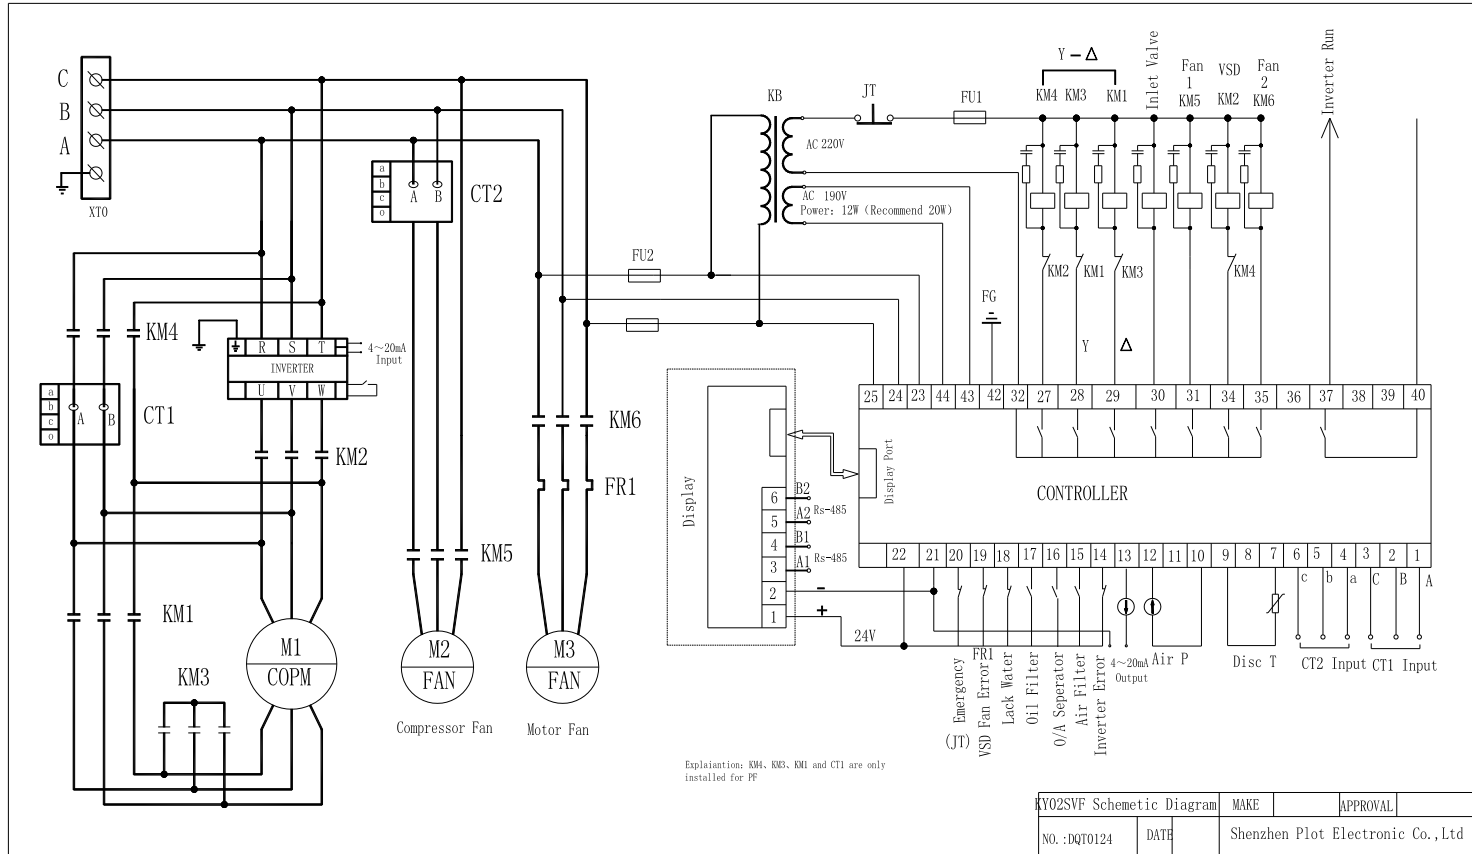 C
B
A
XT0
KM4
R S T
4～20mA
Input
INVERTER
U V W
a
b
c
o
A B
CT1
KM2
KM1
KM3
M1
COPM
a
b
c
o
A B
CT2
KM5
M2
FAN
Compressor Fan
KM6
FR1
M3
FAN
Motor Fan
FU2
KB
JT
FU1
AC 220V
AC 190V
Power: 12W（Recommend 20W）
Y－Δ
KM4 KM3 KM1
Inlet Valve
Fan
1
KM5
VSD
KM2
Fan
2
KM6
Inverter Run
KM2 KM1 KM3 KM4
FG
Y Δ
25 24 23 44 43 42 32 27 28 29 30 31 34 35 36 37 38 39 40
Display Port
CONTROLLER
Display
6 B2
5 A2 Rs-485
4 B1
3 A1 Rs-485
2 -
1 +
24V
22 21 20 19 18 17 16 15 14 13 12 11 10 9 8 7 6 5 4 3 2 1
c b a C B A
Emergency
(JT)
FR1
VSD Fan Error
Lack Water
Oil Filter
O/A Seperator
Air Filter
Inverter Error
4～20mA
Output
Air P
Disc T
CT2 Input
CT1 Input
Explaiantion: KM4、KM3、KM1 and CT1 are only
installed for PF
KY02SVF Schemetic Diagram MAKE APPROVAL
NO.:DQT0124 DATE Shenzhen Plot Electronic Co.,Ltd